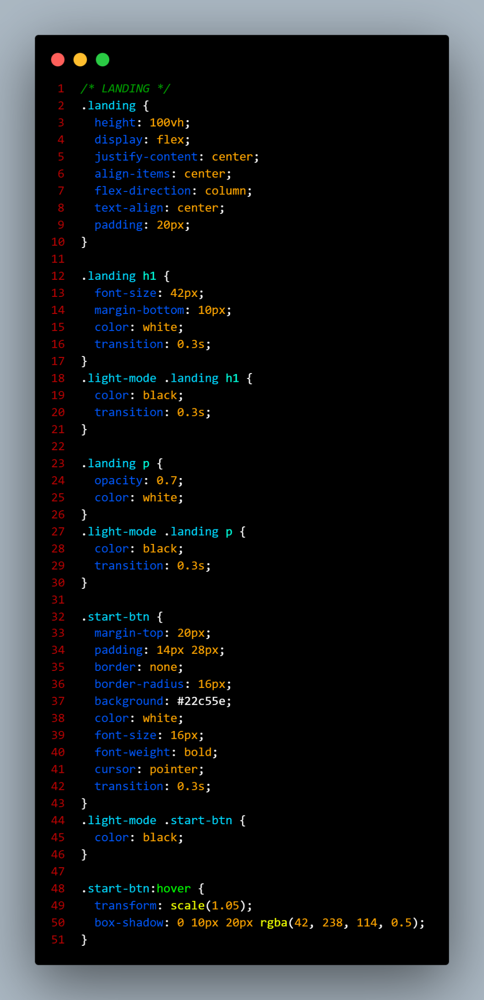 1 /* LANDING */
2 .landing {
3   height: 100vh;
4   display: flex;
5   justify-content: center;
6   align-items: center;
7   flex-direction: column;
8   text-align: center;
9   padding: 20px;
10 }
11
12 .landing h1 {
13   font-size: 42px;
14   margin-bottom: 10px;
15   color: white;
16   transition: 0.3s;
17 }
18 .light-mode .landing h1 {
19   color: black;
20   transition: 0.3s;
21 }
22
23 .landing p {
24   opacity: 0.7;
25   color: white;
26 }
27 .light-mode .landing p {
28   color: black;
29   transition: 0.3s;
30 }
31
32 .start-btn {
33   margin-top: 20px;
34   padding: 14px 28px;
35   border: none;
36   border-radius: 16px;
37   background: #22c55e;
38   color: white;
39   font-size: 16px;
40   font-weight: bold;
41   cursor: pointer;
42   transition: 0.3s;
43 }
44 .light-mode .start-btn {
45   color: black;
46 }
47
48 .start-btn:hover {
49   transform: scale(1.05);
50   box-shadow: 0 10px 20px rgba(42, 238, 114, 0.5);
51 }